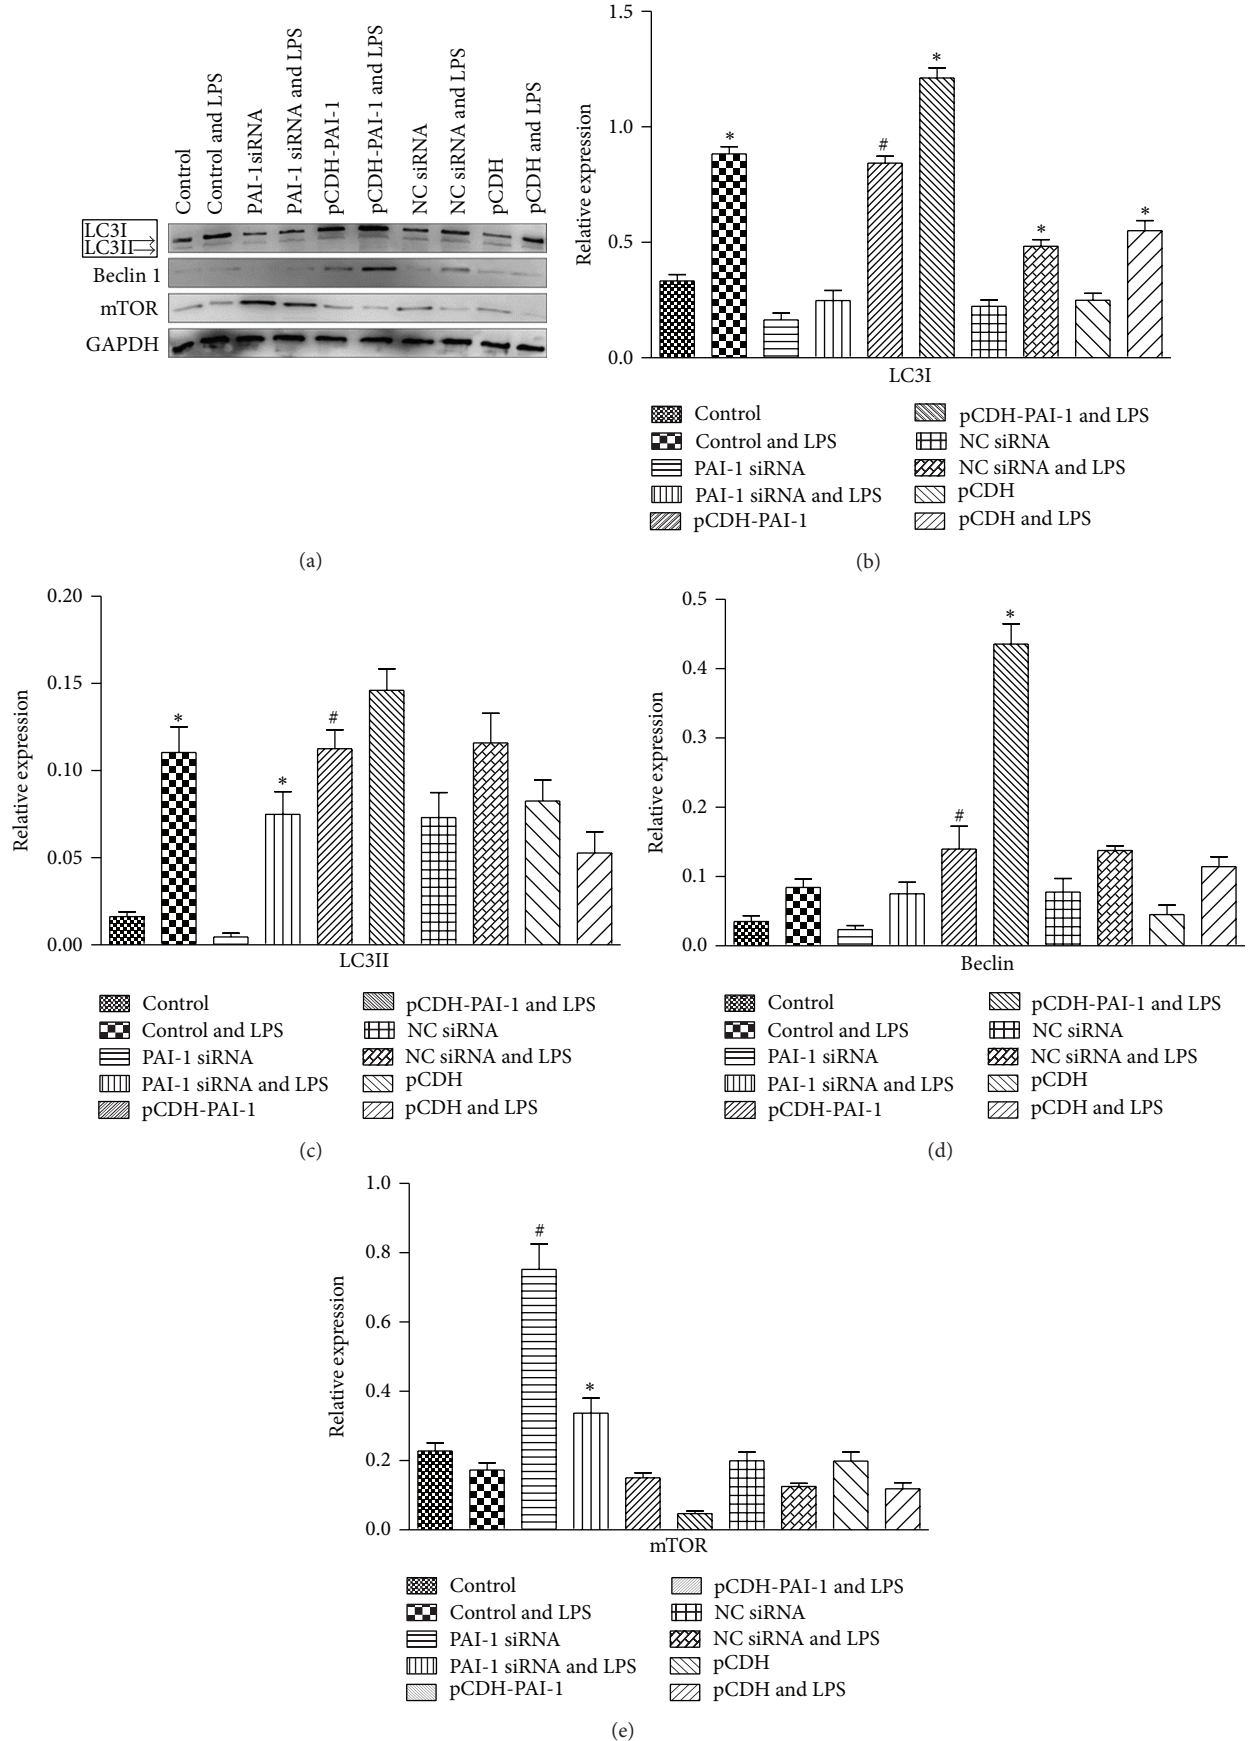 Control
Control and LPS
PAI-1 siRNA
PAI-1 siRNA and LPS
pCDH-PAI-1
pCDH-PAI-1 and LPS
NC siRNA
NC siRNA and LPS
pCDH
pCDH and LPS
LC3I
LC3II
Beclin 1
mTOR
GAPDH
(a)
Relative expression
1.5
1.0
0.5
0.0
*
*
#
*
*
*
LC3I
Control
Control and LPS
PAI-1 siRNA
PAI-1 siRNA and LPS
pCDH-PAI-1
pCDH-PAI-1 and LPS
NC siRNA
NC siRNA and LPS
pCDH
pCDH and LPS
(b)
Relative expression
0.20
0.15
0.10
0.05
0.00
*
*
#
LC3II
Control
Control and LPS
PAI-1 siRNA
PAI-1 siRNA and LPS
pCDH-PAI-1
pCDH-PAI-1 and LPS
NC siRNA
NC siRNA and LPS
pCDH
pCDH and LPS
(c)
Relative expression
0.5
0.4
0.3
0.2
0.1
0.0
#
*
Beclin
Control
Control and LPS
PAI-1 siRNA
PAI-1 siRNA and LPS
pCDH-PAI-1
pCDH-PAI-1 and LPS
NC siRNA
NC siRNA and LPS
pCDH
pCDH and LPS
(d)
Relative expression
1.0
0.8
0.6
0.4
0.2
0.0
#
*
mTOR
Control
Control and LPS
PAI-1 siRNA
PAI-1 siRNA and LPS
pCDH-PAI-1
pCDH-PAI-1 and LPS
NC siRNA
NC siRNA and LPS
pCDH
pCDH and LPS
(e)